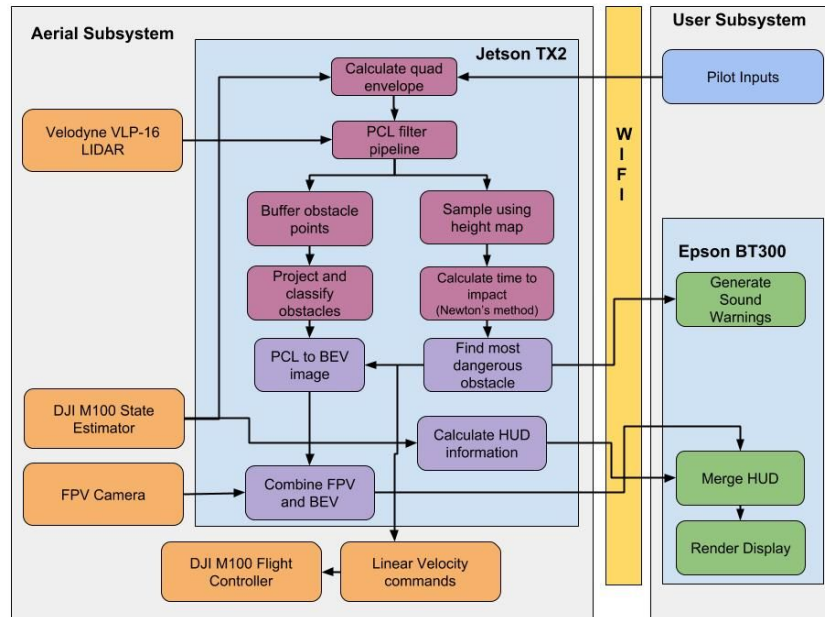 Aerial Subsystem
User Subsystem
Jetson TX2
Calculate quad
envelope
Pilot Inputs
Velodyne VLP-16
LIDAR
PCL filter
pipeline
W
I
F
I
Buffer obstacle
points
Sample using
height map
Epson BT300
Project and
classify
obstacles
Calculate time to
impact
(Newton's method)
Generate
Sound
Warnings
PCL to BEV
image
Find most
dangerous
obstacle
DJI M100 State
Estimator
Calculate HUD
information
FPV Camera
Combine FPV
and BEV
Merge HUD
DJI M100 Flight
Controller
Linear Velocity
commands
Render Display